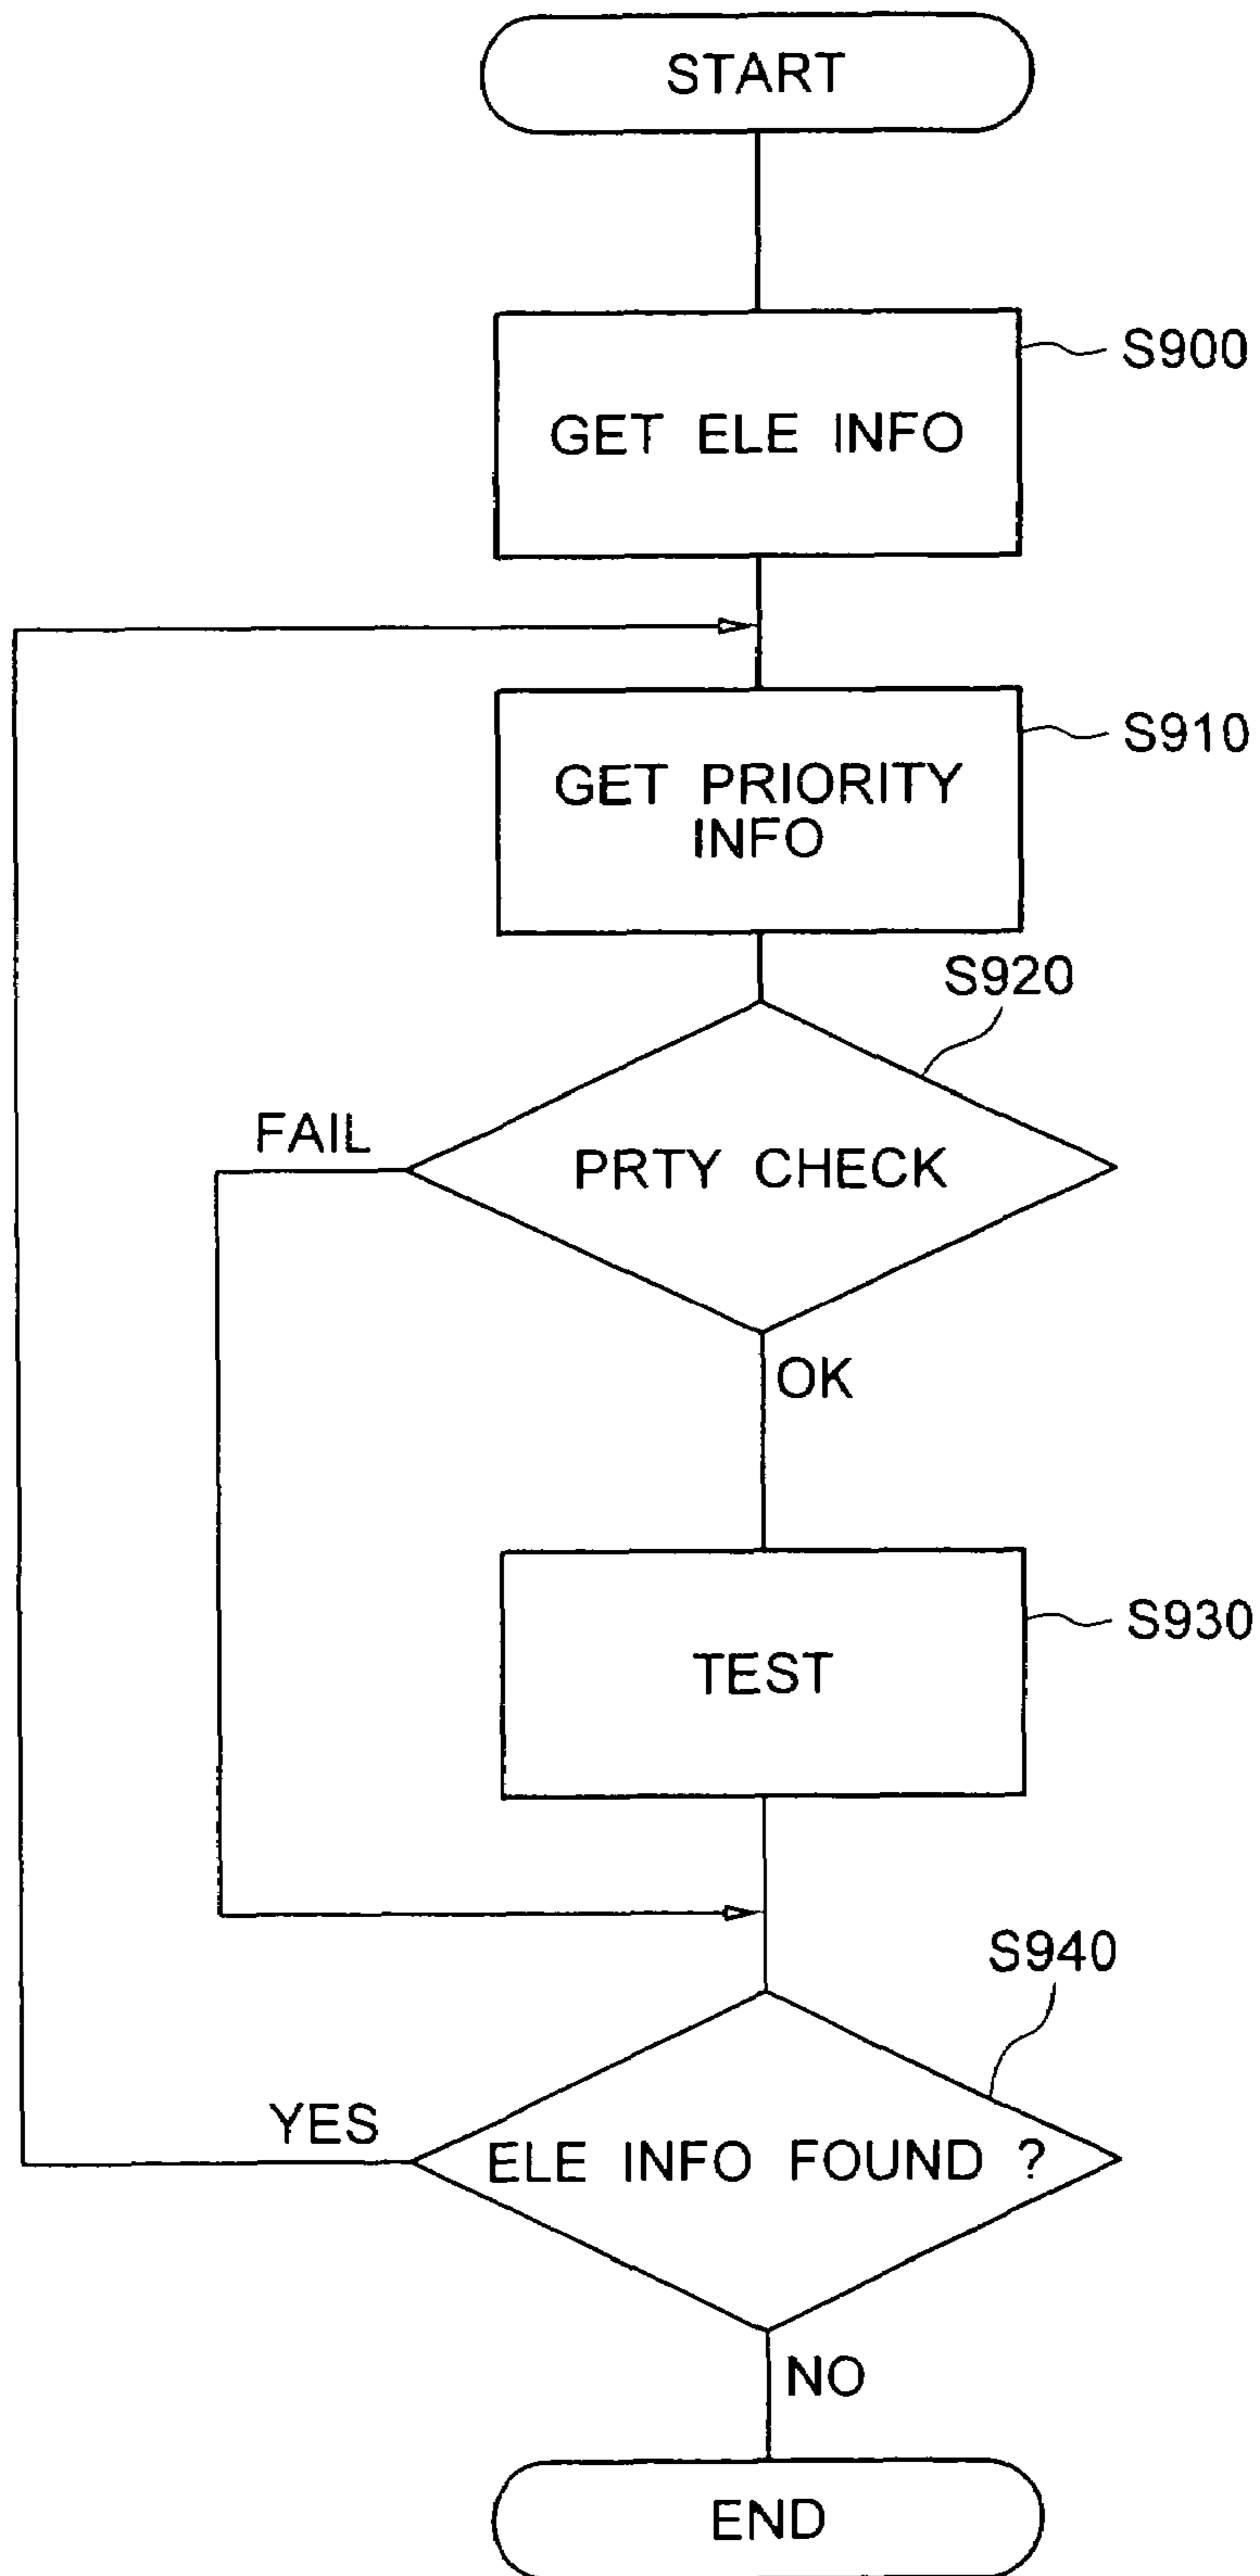 START
S900
GET ELE INFO
S910
GET PRIORITY
INFO
S920
FAIL
PRTY CHECK
OK
S930
TEST
S940
YES
ELE INFO FOUND ?
NO
END